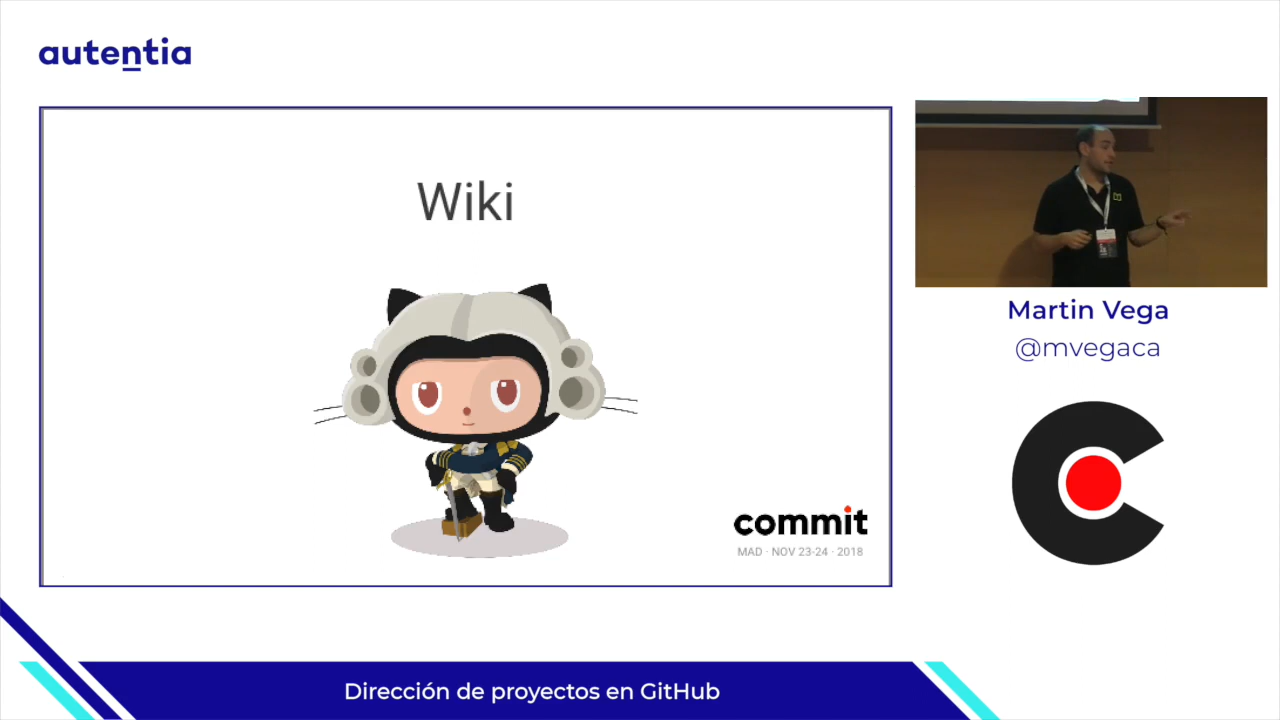 autentia
Wiki
commit
MAD · NOV 23-24 · 2018
Martin Vega
@mvegaca
Dirección de proyectos en GitHub